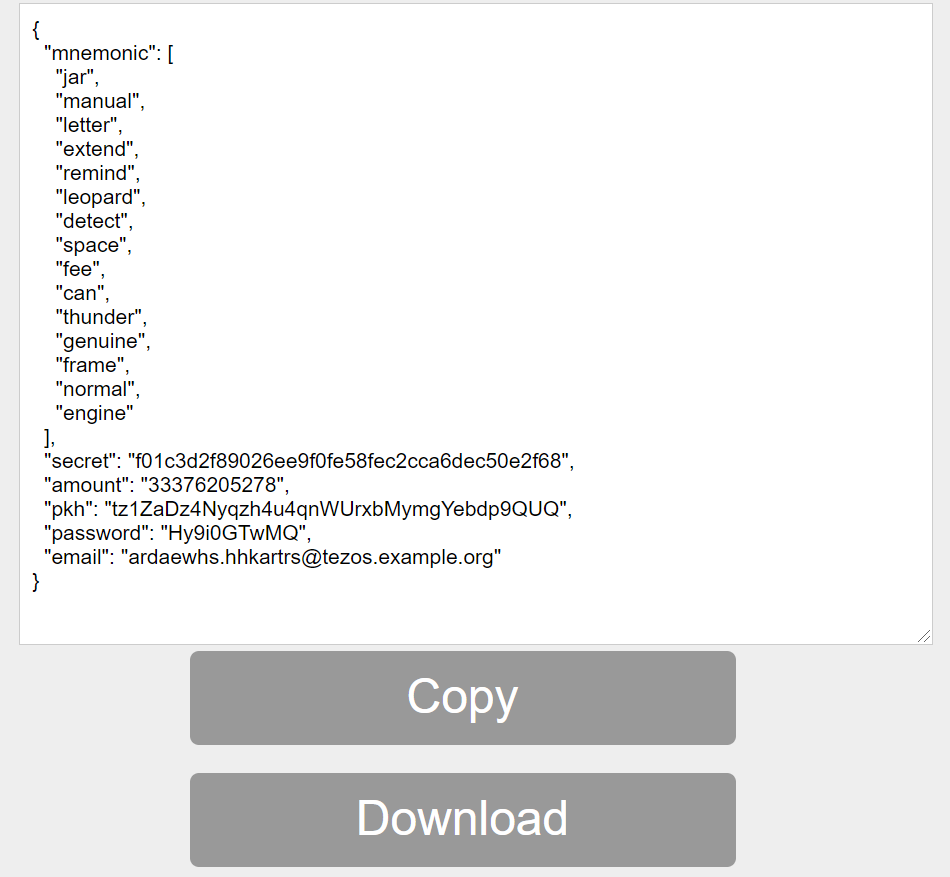 {
"mnemonic": [
"jar",
"manual",
"letter",
"extend",
"remind",
"leopard",
"detect",
"space",
"fee",
"can",
"thunder",
"genuine",
"frame",
"normal",
"engine"
],
"secret": "f01c3d2f89026ee9f0fe58fec2cca6dec50e2f68",
"amount": "33376205278",
"pkh": "tz1ZaDz4Nyqzh4u4qnWUrxbMymgYebdp9QUQ",
"password": "Hy9i0GTwMQ",
"email": "ardaewhs.hhkartrs@tezos.example.org"
}
Copy
Download